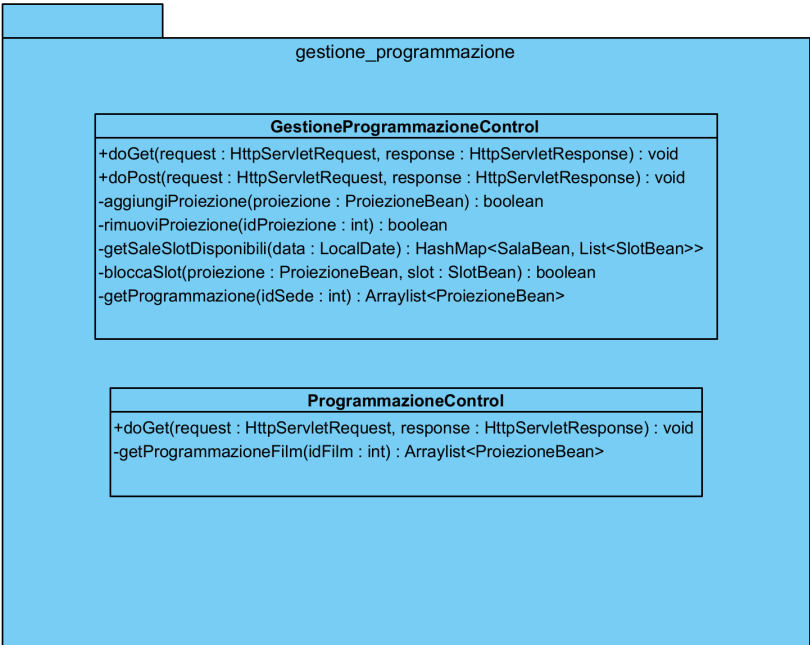 gestione_programmazione
GestioneProgrammazioneControl
+doGet(request : HttpServletRequest, response : HttpServletResponse) : void
+doPost(request : HttpServletRequest, response : HttpServletResponse) : void
-aggiungiProiezione(proiezione : ProiezioneBean) : boolean
-rimuoviProiezione(idProiezione : int) : boolean
-getSaleSlotDisponibili(data : LocalDate) : HashMap<SalaBean, List<SlotBean>>
-bloccaSlot(proiezione : ProiezioneBean, slot : SlotBean) : boolean
-getProgrammazione(idSede : int) : Arraylist<ProiezioneBean>
ProgrammazioneControl
+doGet(request : HttpServletRequest, response : HttpServletResponse) : void
-getProgrammazioneFilm(idFilm : int) : Arraylist<ProiezioneBean>